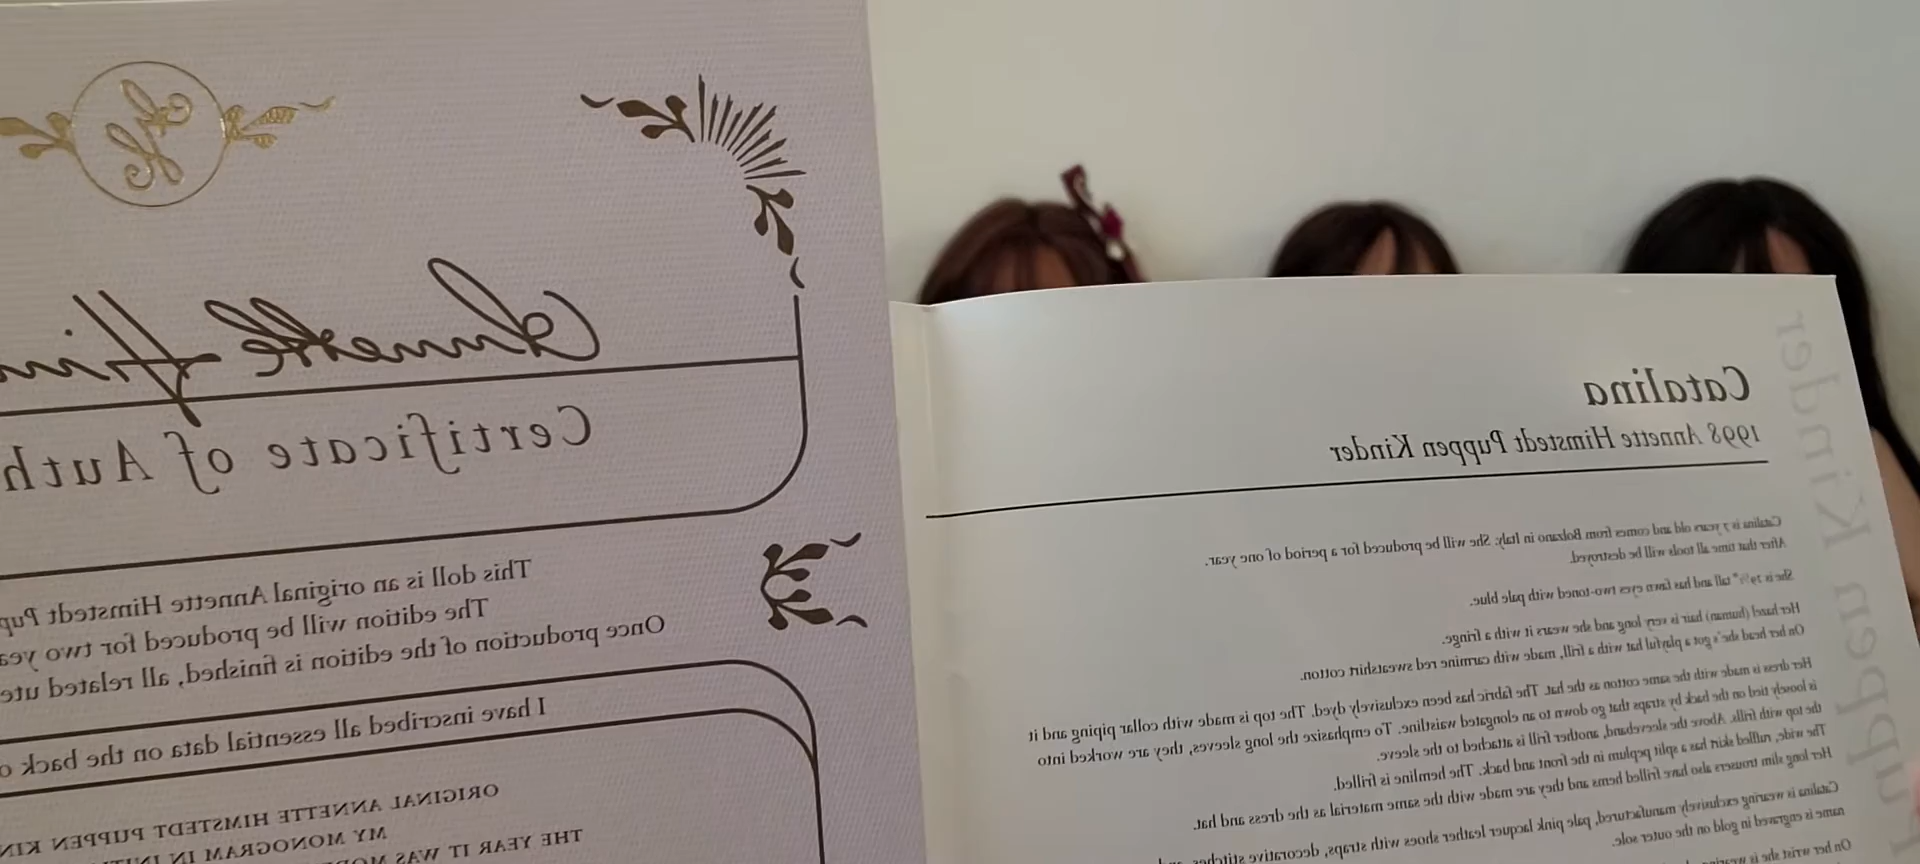 Annette Him
Certificate of Auth
This doll is an original Annette Himstedt Pup
The edition will be produced for two yea
Once production of the edition is finished, all related ute
I have inscribed all essential data on the back o
ORIGINAL ANNETTE HIMSTEDT PUPPEN KIN
MY MONOGRAM IN INITI
THE YEAR IT WAS MO
Catalina
1998 Annette Himstedt Puppen Kinder
Catalina is 7 years old and comes from Bolzano in Italy. She will be produced for a period of one year.
After that time all tools will be destroyed.
She is tall and has fawn eyes two-toned with pale blue.
Her hazel (human) hair is very long and she wears it with a fringe.
On her head she's got a playful hat with a frill, made with carmine red sweatshirt cotton.
Her dress is made with the same cotton as the hat. The fabric has been exclusively dyed. The top is made with collar piping and it
is loosely tied on the back by straps that go down to an elongated waistline. To emphasize the long sleeves, they are worked into
the top with frills. Above the sleeveband, another frill is attached to the sleeve.
The wide, ruffled skirt has a split peplum in the front and back. The hemline is frilled.
Her long slim trousers also have frilled hems and they are made with the same material as the dress and hat.
Catalina is wearing exclusively manufactured, pale pink lacquer leather shoes with straps, decorative stitches,
name is engraved in gold on the outer sole.
On her wrist she is wearing
Puppen Kinder